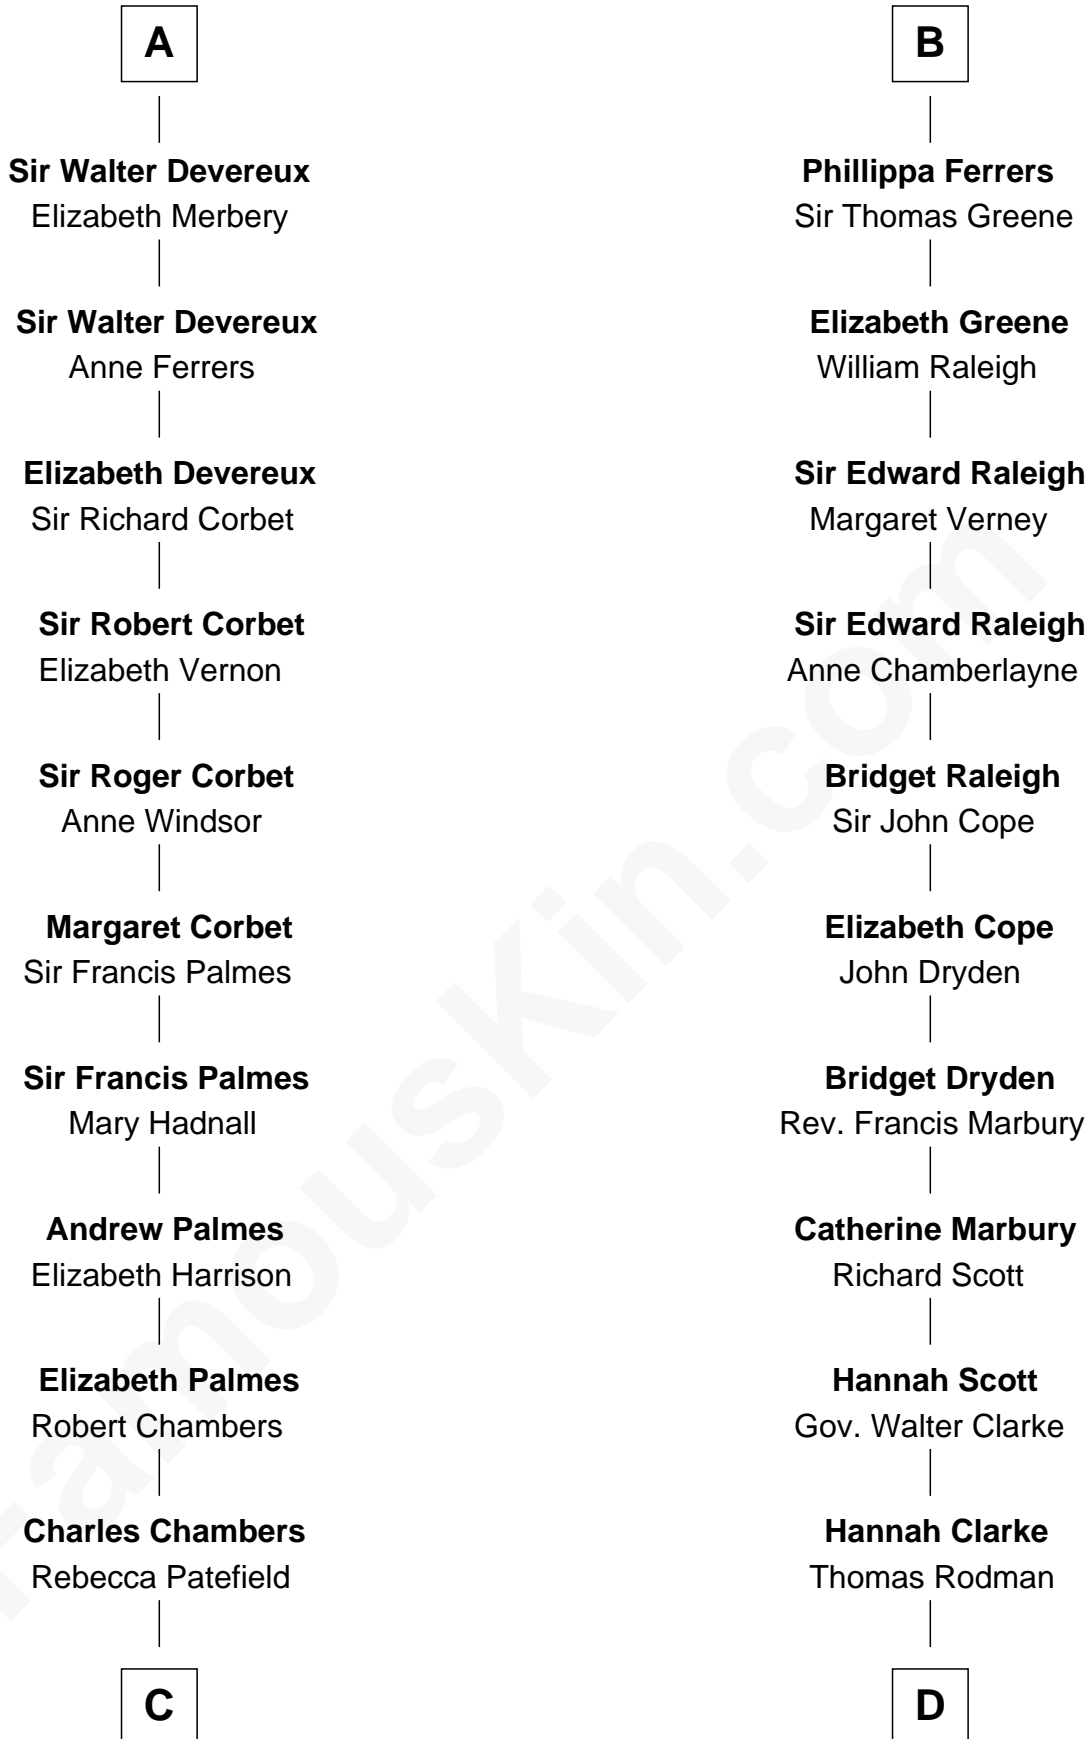 A
Sir Walter Devereux
Elizabeth Merbery
Sir Walter Devereux
Anne Ferrers
Elizabeth Devereux
Sir Richard Corbet
Sir Robert Corbet
Elizabeth Vernon
Sir Roger Corbet
Anne Windsor
Margaret Corbet
Sir Francis Palmes
Sir Francis Palmes
Mary Hadnall
Andrew Palmes
Elizabeth Harrison
Elizabeth Palmes
Robert Chambers
Charles Chambers
Rebecca Patefield
C
B
Phillippa Ferrers
Sir Thomas Greene
Elizabeth Greene
William Raleigh
Sir Edward Raleigh
Margaret Verney
Sir Edward Raleigh
Anne Chamberlayne
Bridget Raleigh
Sir John Cope
Elizabeth Cope
John Dryden
Bridget Dryden
Rev. Francis Marbury
Catherine Marbury
Richard Scott
Hannah Scott
Gov. Walter Clarke
Hannah Clarke
Thomas Rodman
D
FamousKin.com